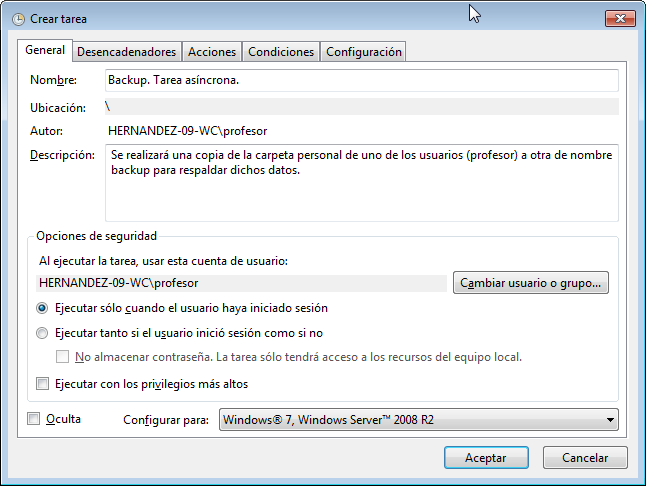 Crear tarea
General Desencadenadores Acciones Condiciones Configuración
Nombre: Backup. Tarea asíncrona.
Ubicación: \
Autor: HERNANDEZ-09-WC\profesor
Descripción: Se realizará una copia de la carpeta personal de uno de los usuarios (profesor) a otra de nombre
backup para respaldar dichos datos.
Opciones de seguridad
Al ejecutar la tarea, usar esta cuenta de usuario:
HERNANDEZ-09-WC\profesor Cambiar usuario o grupo...
Ejecutar sólo cuando el usuario haya iniciado sesión
Ejecutar tanto si el usuario inició sesión como si no
No almacenar contraseña. La tarea sólo tendrá acceso a los recursos del equipo local.
Ejecutar con los privilegios más altos
Oculta Configurar para: Windows® 7, Windows Server™ 2008 R2
Aceptar Cancelar